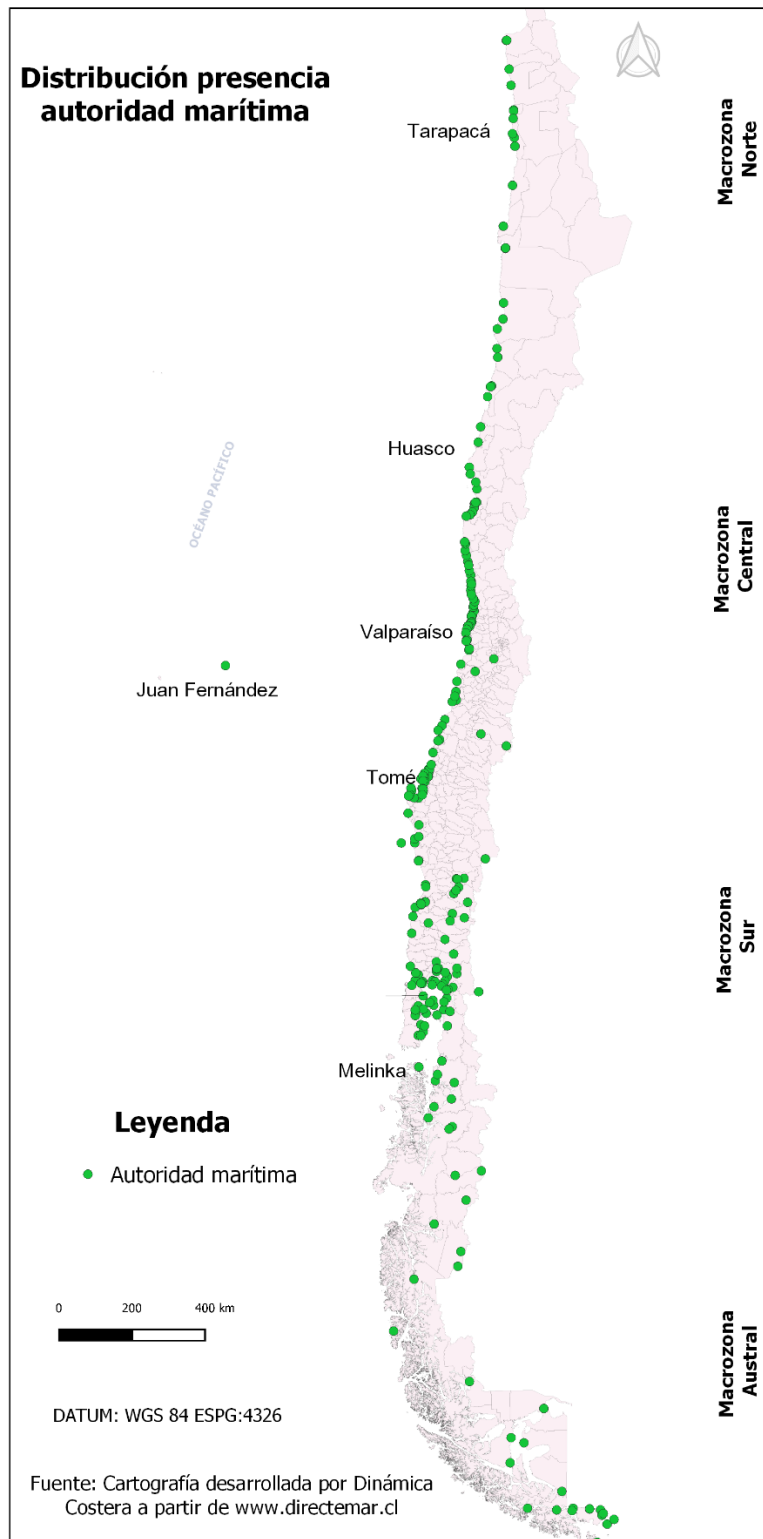 Distribución presencia
autoridad marítima
Tarapacá
Macrozona
Norte
Huasco
OCÉANO PACÍFICO
Macrozona
Central
Valparaíso
Juan Fernández
Tomé
Macrozona
Sur
Melinka
Leyenda
Autoridad marítima
0 200 400 km
Macrozona
Austral
DATUM: WGS 84 ESPG:4326
Fuente: Cartografía desarrollada por Dinámica
Costera a partir de www.directemar.cl